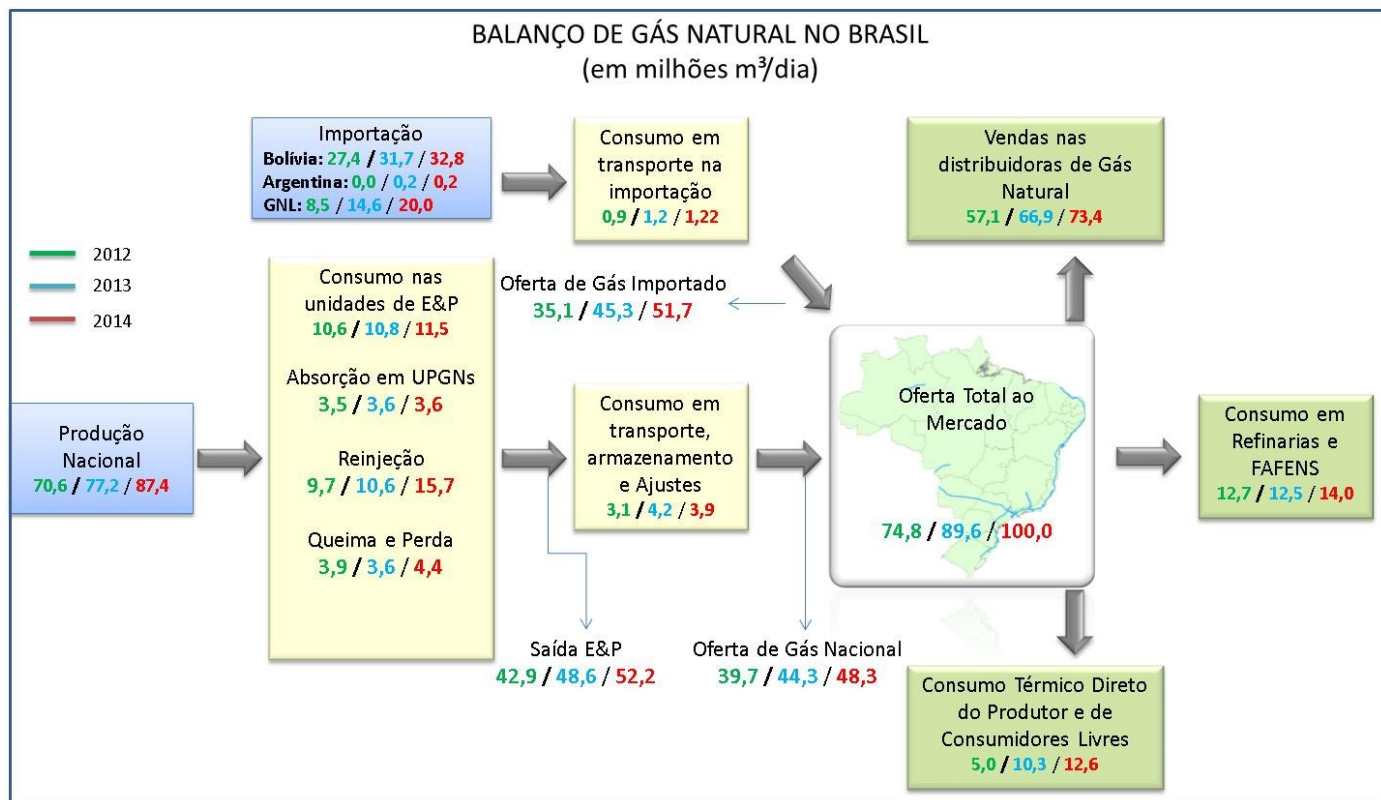 BALANÇO DE GÁS NATURAL NO BRASIL
(em milhões m³/dia)
Importação
Bolívia: 27,4 / 31,7 / 32,8
Argentina: 0,0 / 0,2 / 0,2
GNL: 8,5 / 14,6 / 20,0
Consumo em
transporte na
importação
0,9 / 1,2 / 1,22
Vendas nas
distribuidoras de Gás
Natural
57,1 / 66,9 / 73,4
2012
2013
2014
Consumo nas
unidades de E&P
10,6 / 10,8 / 11,5
Absorção em UPGNs
3,5 / 3,6 / 3,6
Reinjeção
9,7 / 10,6 / 15,7
Queima e Perda
3,9 / 3,6 / 4,4
Oferta de Gás Importado
35,1 / 45,3 / 51,7
Produção
Nacional
70,6 / 77,2 / 87,4
Consumo em
transporte,
armazenamento
e Ajustes
3,1 / 4,2 / 3,9
Oferta Total ao
Mercado
74,8 / 89,6 / 100,0
Consumo em
Refinarias e
FAFENS
12,7 / 12,5 / 14,0
Saída E&P
42,9 / 48,6 / 52,2
Oferta de Gás Nacional
39,7 / 44,3 / 48,3
Consumo Térmico Direto
do Produtor e de
Consumidores Livres
5,0 / 10,3 / 12,6